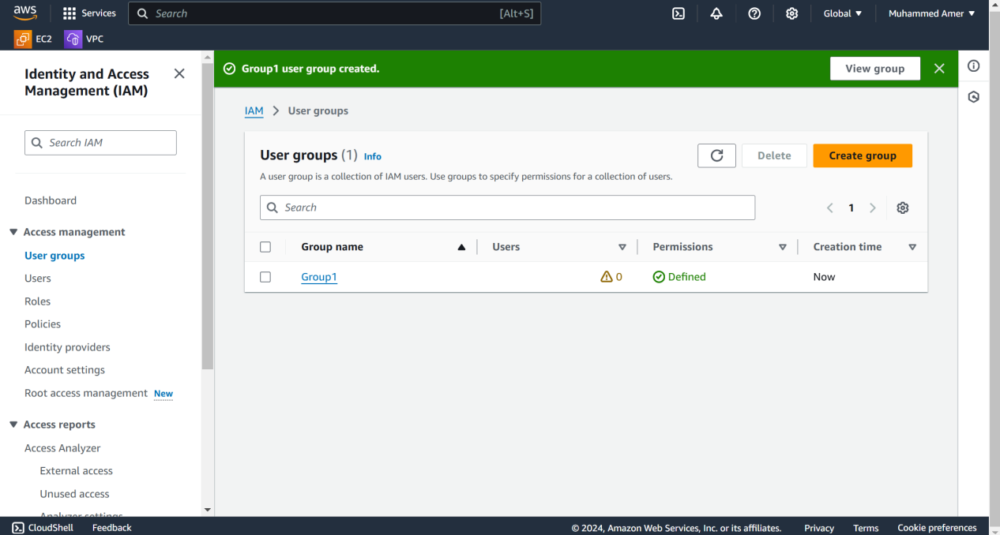 aws
Services
Search
[Alt+S]
Global
Muhammed Amer
EC2
VPC
Identity and Access
Management (IAM)
Search IAM
Dashboard
Access management
User groups
Users
Roles
Policies
Identity providers
Account settings
Root access management New
Access reports
Access Analyzer
External access
Unused access
Analyzer settings
Group1 user group created.
View group
IAM
User groups
User groups (1) Info
Delete
Create group
A user group is a collection of IAM users. Use groups to specify permissions for a collection of users.
Search
1
Group name
Users
Permissions
Creation time
Group1
0
Defined
Now
CloudShell
Feedback
© 2024, Amazon Web Services, Inc. or its affiliates.
Privacy
Terms
Cookie preferences